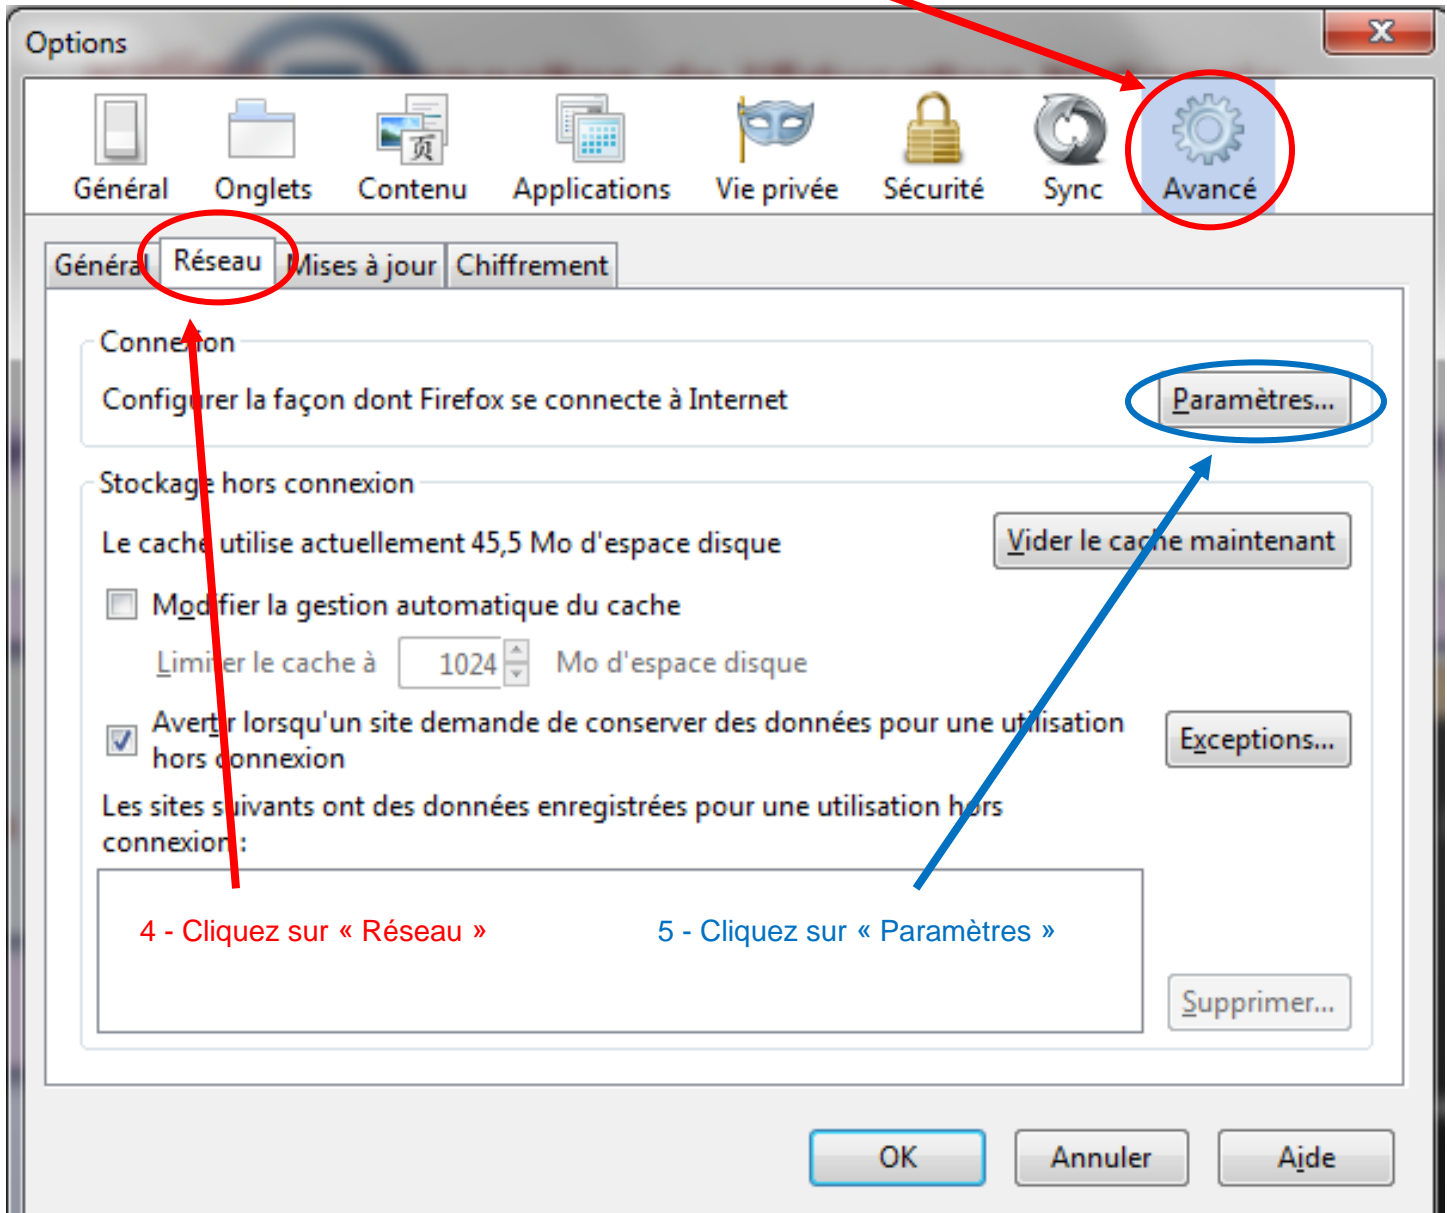 Options
Général Onglets Contenu Applications Vie privée Sécurité Sync Avancé
Général Réseau Mises à jour Chiffrement
Connexion
Configurer la façon dont Firefox se connecte à Internet Paramètres...
Stockage hors connexion
Le cache utilise actuellement 45,5 Mo d'espace disque Vider le cache maintenant
Modifier la gestion automatique du cache
Limiter le cache à 1024 Mo d'espace disque
Avertir lorsqu'un site demande de conserver des données pour une utilisation
hors connexion
Exceptions...
Les sites suivants ont des données enregistrées pour une utilisation hors
connexion :
4 - Cliquez sur « Réseau » 5 - Cliquez sur « Paramètres »
Supprimer...
OK Annuler Aide